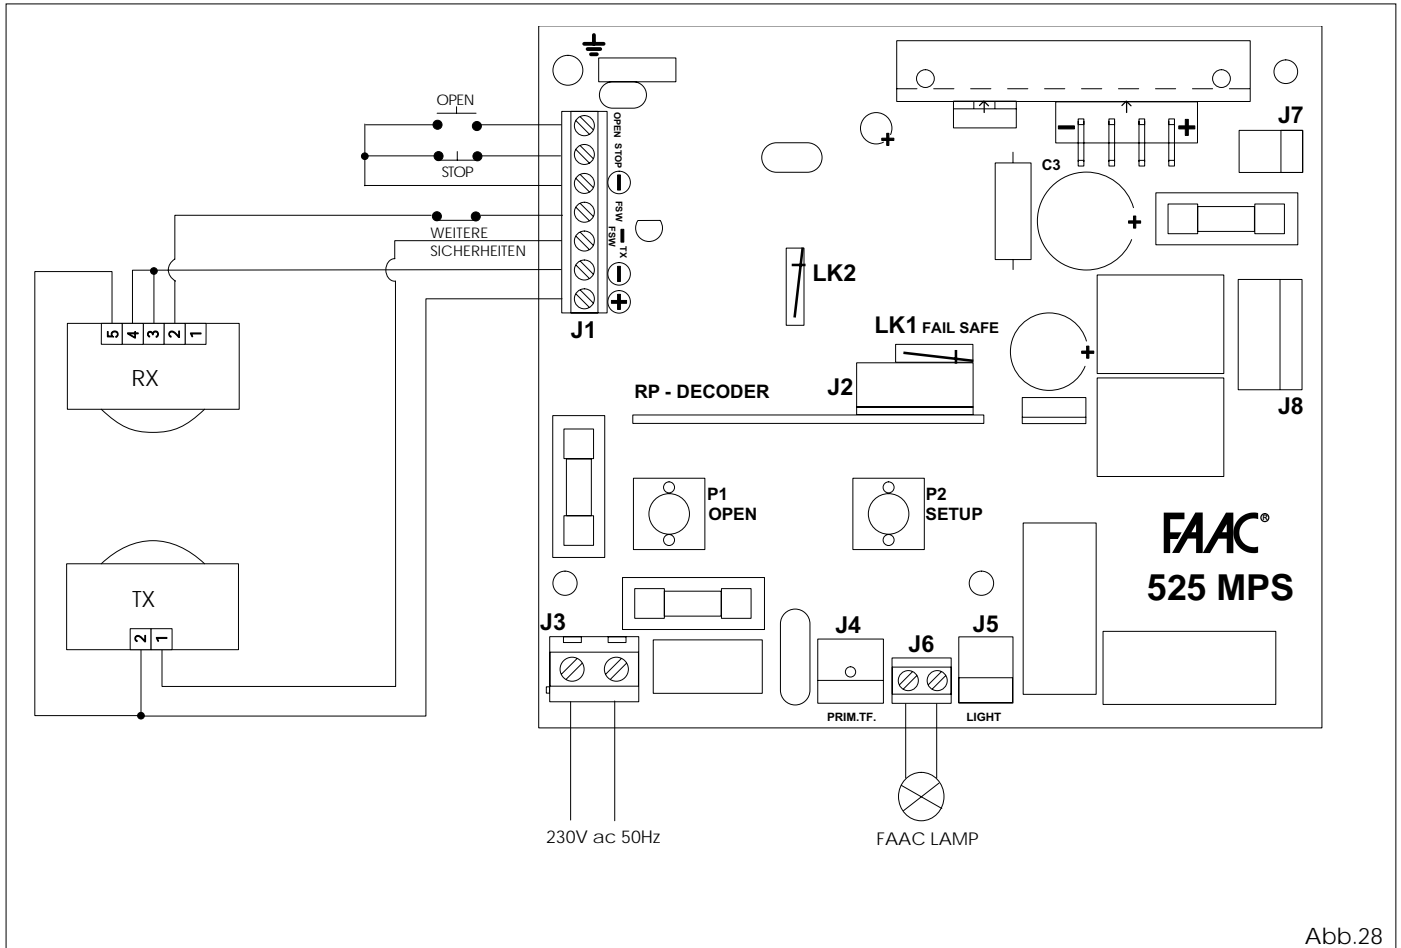 OPEN
STOP
WEITERE
SICHERHEITEN
OPEN STOP
−
FSW
− TX
FSW
−
+
J1
5 4 3 2 1
RX
TX
2 1
LK2
LK1 FAIL SAFE
J2
RP - DECODER
− +
C3
+
+
+
J7
J8
P1
OPEN
P2
SETUP
FAAC®
525 MPS
J3
J4
J6
J5
PRIM.TF.
LIGHT
230V ac 50Hz
FAAC LAMP
Abb.28